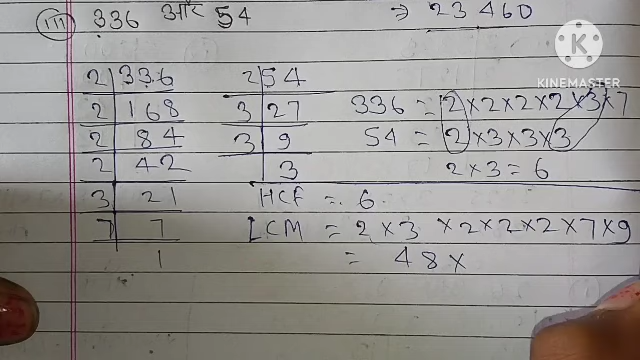 (iii) 336 और 54 ⇒ 23460
K
KINEMASTER
2 | 336
2 | 168
2 | 84
2 | 42
3 | 21
7 | 7
1
2 | 54
3 | 27
3 | 9
3
336 = 2×2×2×2×3×7
54 = 2×3×3×3
2×3 = 6
HCF = 6.
LCM = 2×3 ×2×2×2×7×9
= 48×